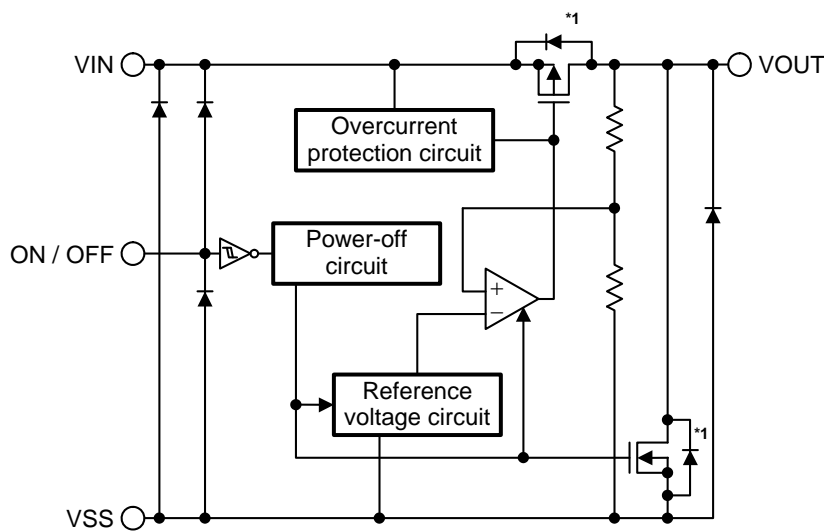 *1
VIN
VOUT
Overcurrent
protection circuit
ON / OFF
Power-off
circuit
+
−
Reference
voltage circuit
*1
VSS